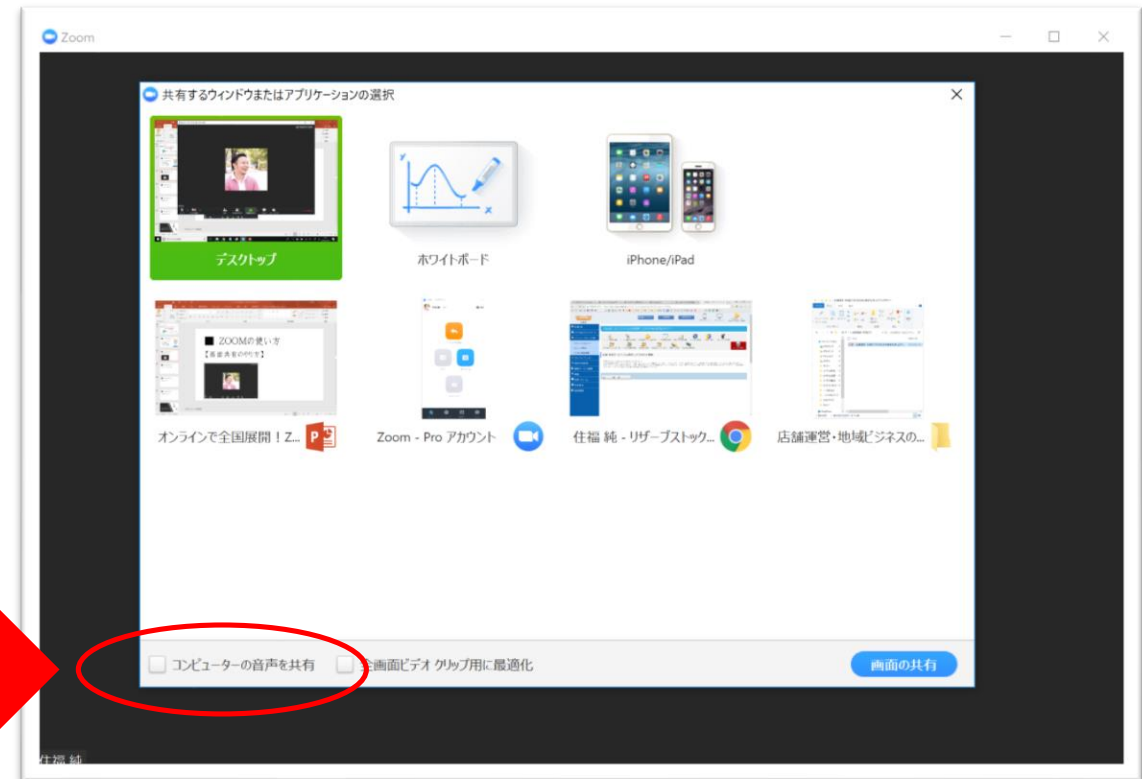 Zoom
共有するウィンドウまたはアプリケーションの選択
デスクトップ
ホワイトボード
iPhone/iPad
■ ZOOMの使い方
オンラインで全国展開！Z...
Zoom - Pro アカウント
住福 純 - リザーブストック...
店舗運営・地域ビジネスの...
コンピューターの音声を共有
全画面ビデオ クリップ用に最適化
画面の共有
住福 純